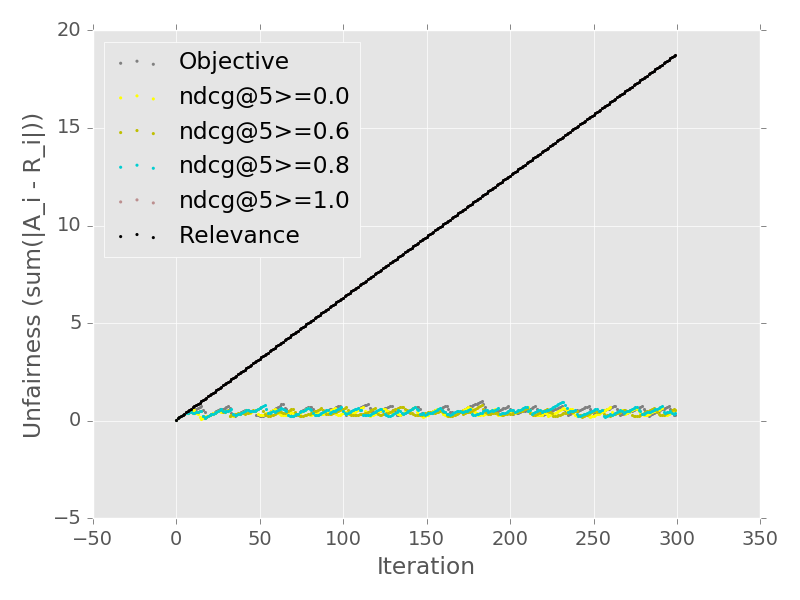 20
15
10
5
0
−5
Unfairness (sum(|A_i - R_i|))
Objective
ndcg@5>=0.0
ndcg@5>=0.6
ndcg@5>=0.8
ndcg@5>=1.0
Relevance
−50 0 50 100 150 200 250 300 350
Iteration